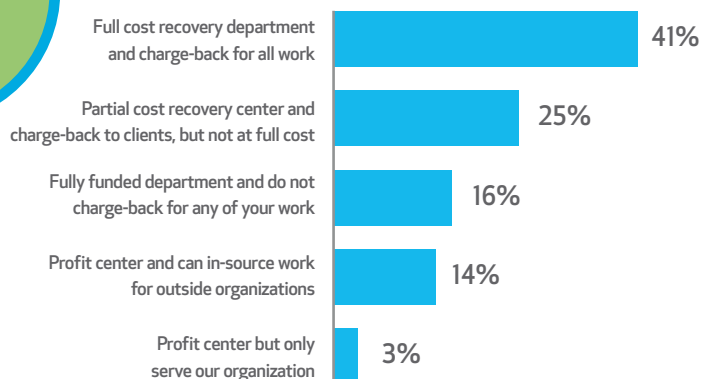 Full cost recovery department
and charge-back for all work
41%
Partial cost recovery center and
charge-back to clients, but not at full cost
25%
Fully funded department and do not
charge-back for any of your work
16%
Profit center and can in-source work
for outside organizations
14%
Profit center but only
serve our organization
3%